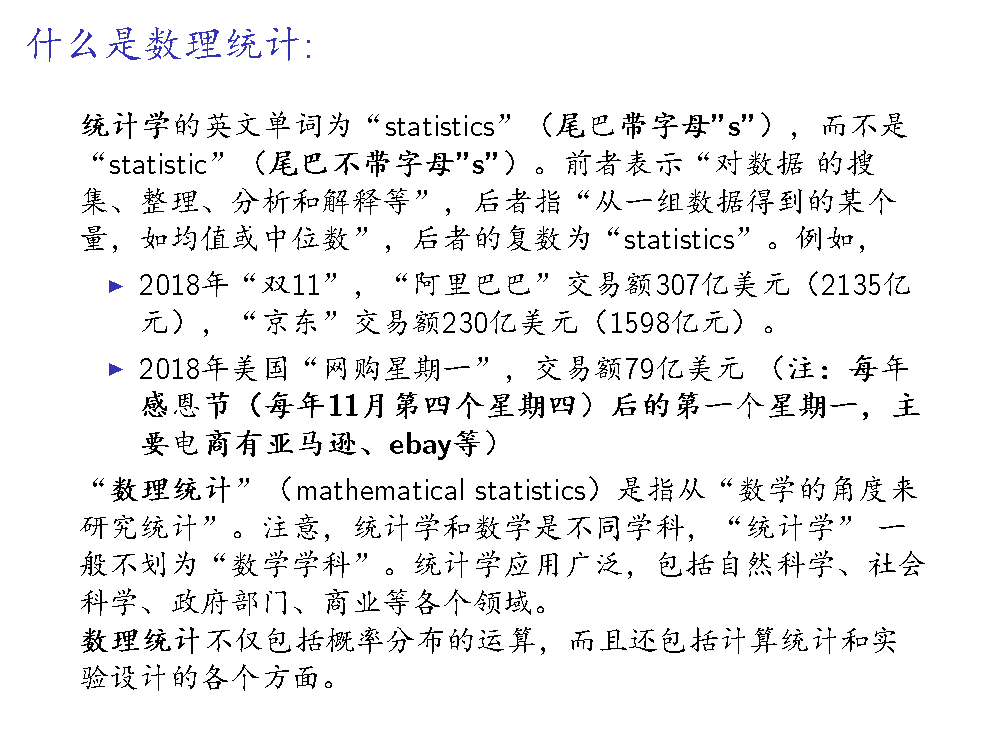 什么是数理统计:
统计学的英文单词为“statistics”（尾巴带字母”s”），而不是
“statistic”（尾巴不带字母”s”）。前者表示“对数据 的搜
集、整理、分析和解释等”，后者指“从一组数据得到的某个
量，如均值或中位数”，后者的复数为“statistics”。例如，
▶ 2018年“双11”，“阿里巴巴”交易额307亿美元（2135亿
元），“京东”交易额230亿美元（1598亿元）。
▶ 2018年美国“网购星期一”，交易额79亿美元 （注：每年
感恩节（每年11月第四个星期四）后的第一个星期一，主
要电商有亚马逊、ebay等）
“数理统计”（mathematical statistics）是指从“数学的角度来
研究统计”。注意，统计学和数学是不同学科，“统计学” 一
般不划为“数学学科”。统计学应用广泛，包括自然科学、社会
科学、政府部门、商业等各个领域。
数理统计不仅包括概率分布的运算，而且还包括计算统计和实
验设计的各个方面。